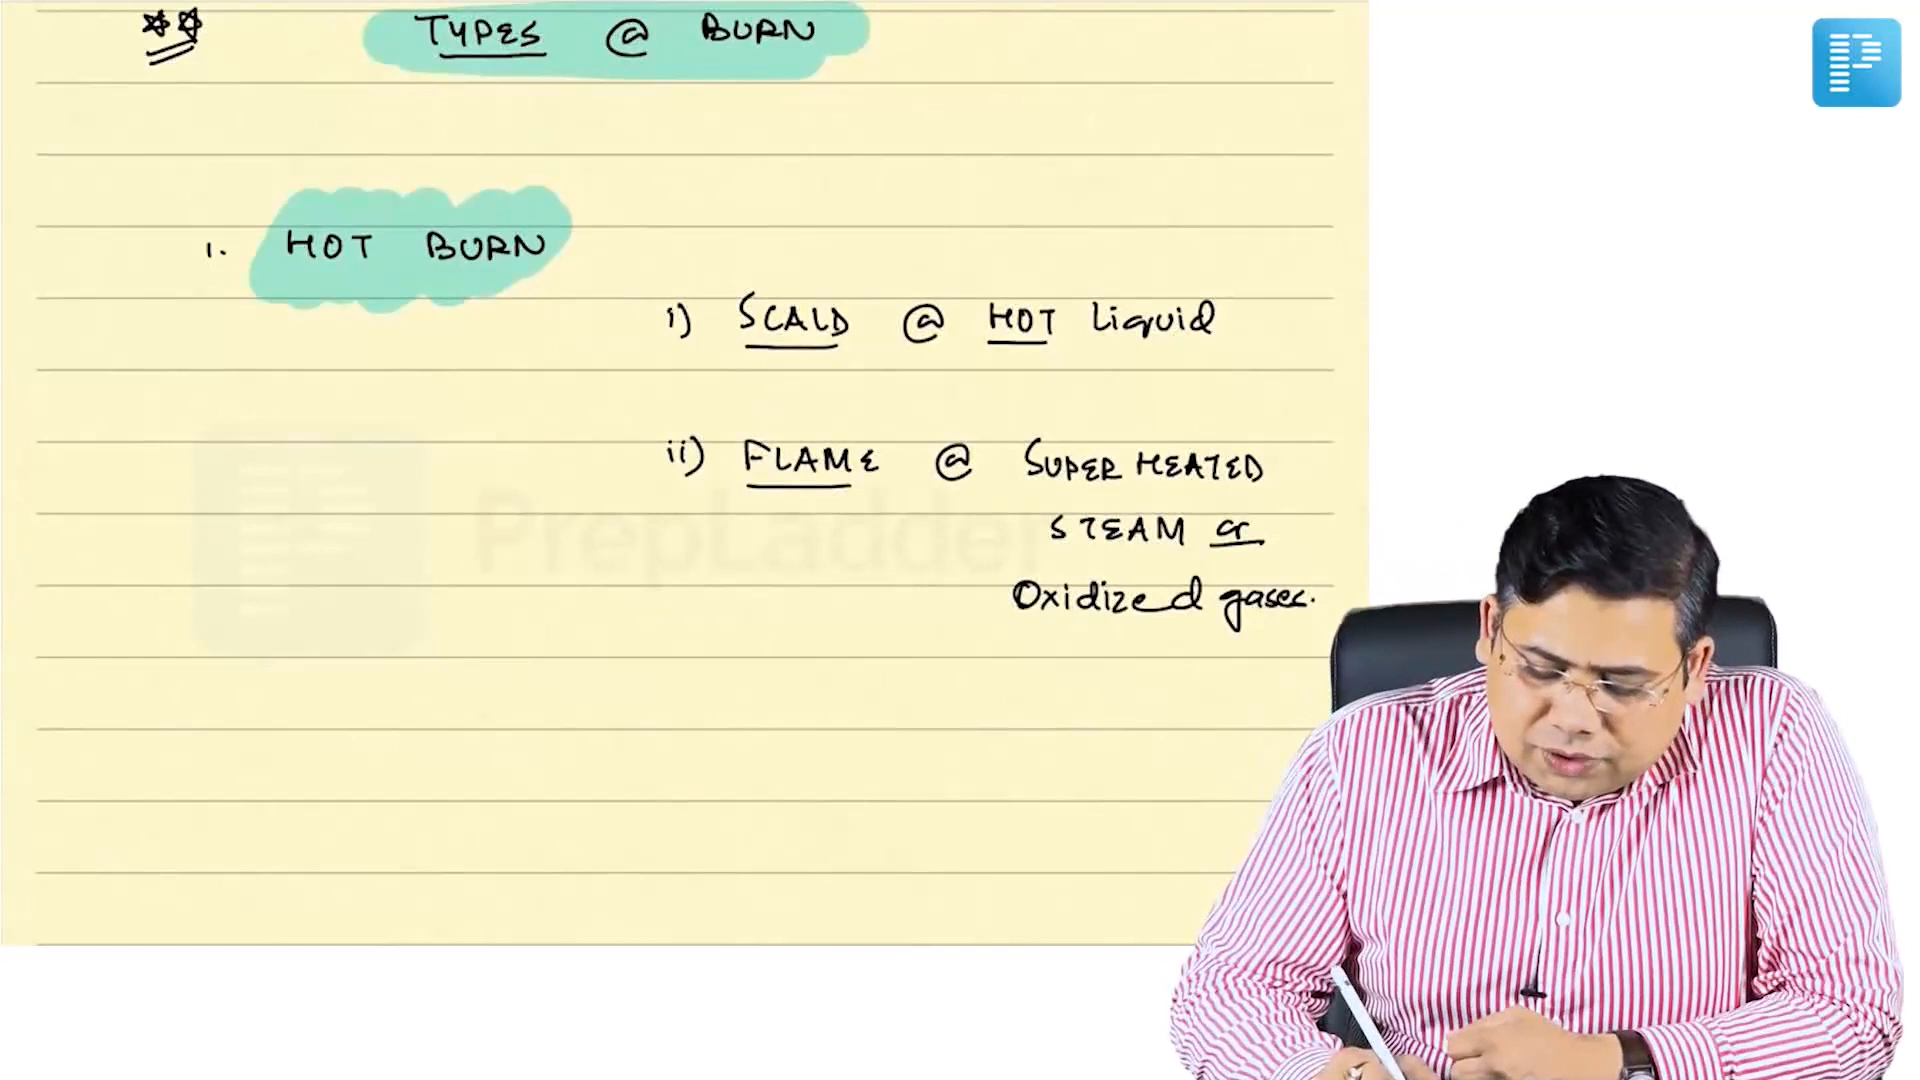 TYPES @ BURN
1. HOT BURN
i) SCALD @ HOT Liquid
ii) FLAME @ SUPER HEATED
STEAM or
Oxidized gases.
PrepLadder